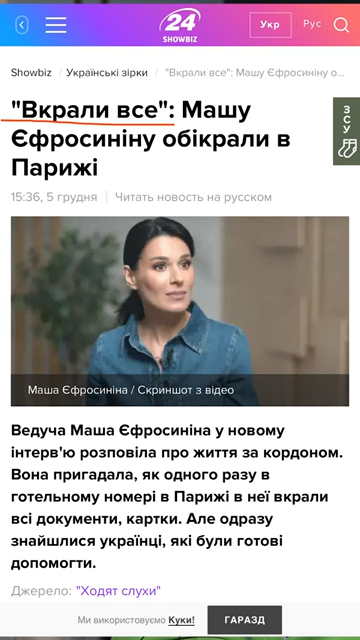 24
SHOWBIZ
Укр
Рус
Showbiz / Українські зірки / "Вкрали все": Машу Єфросиніну о...
"Вкрали все": Машу
Єфросиніну обікрали в
Парижі
ЗСУ
15:36, 5 грудня | Читать новость на русском
Маша Єфросиніна / Скриншот з відео
Ведуча Маша Єфросиніна у новому
інтерв'ю розповіла про життя за кордоном.
Вона пригадала, як одного разу в
готельному номері в Парижі в неї вкрали
всі документи, картки. Але одразу
знайшлися українці, які були готові
допомогти.
Джерело: "Ходят слухи"
Ми використовуємо Куки!
ГАРАЗД